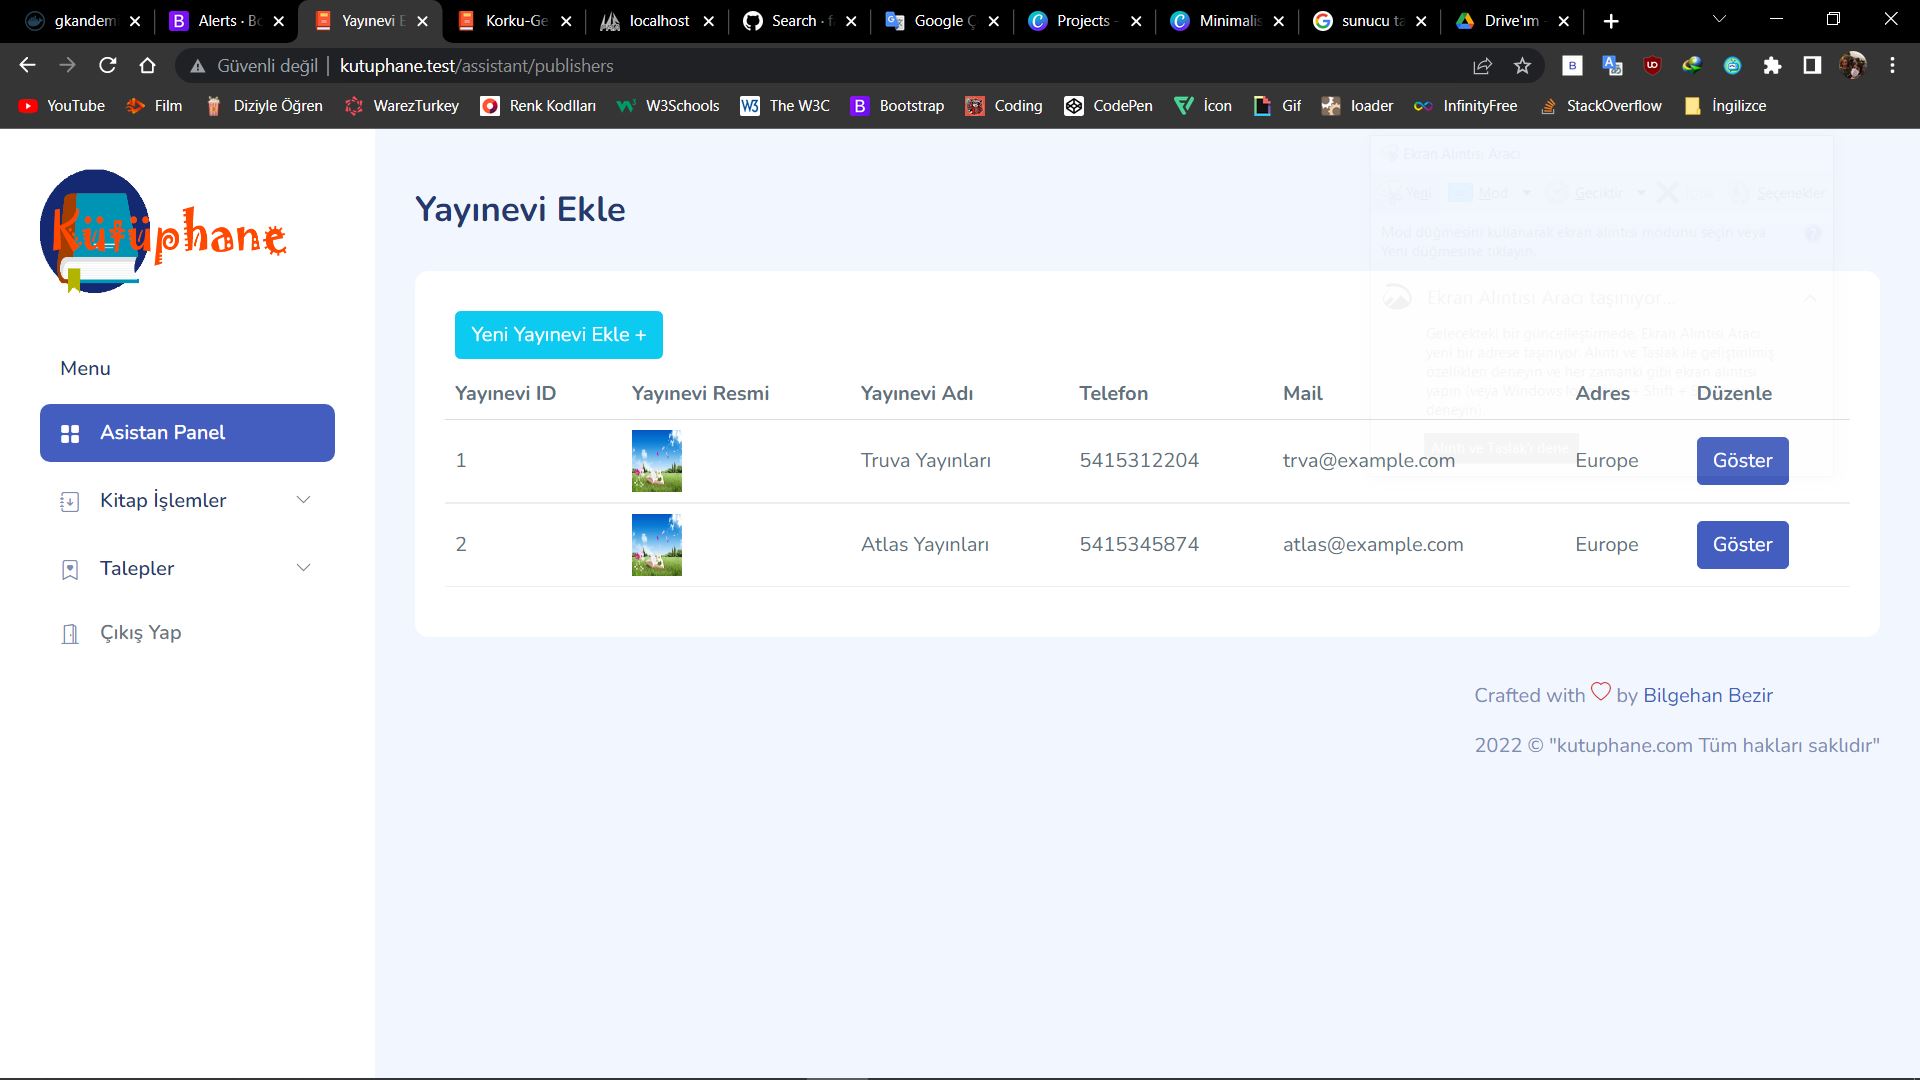 gkandemi
Alerts · Bo
Yayınevi E
Korku-Ge
localhost
Search · fa
Google Ç
Projects -
Minimalis
sunucu ta
Drive'ım -
Güvenli değil | kutuphane.test/assistant/publishers
YouTube
Film
Diziyle Öğren
WarezTurkey
Renk Kodlları
W3Schools
The W3C
Bootstrap
Coding
CodePen
İcon
Gif
loader
InfinityFree
StackOverflow
İngilizce
Kütüphane
Menu
Asistan Panel
Kitap İşlemler
Talepler
Çıkış Yap
Ekran Alıntısı Aracı
Yeni Mod Geciktir Seçenekler
Mod düğmesini kullanarak ekran alıntısı modunu seçin veya
Yeni düğmesine tıklayın.
Ekran Alıntısı Aracı taşınıyor...
Gelecekteki bir güncelleştirmede, Ekran Alıntısı Aracı
yeni bir adrese taşınıyor. Alıntı ve Taslak ile geliştirilmiş
özellikleri deneyin ve her zamanki gibi ekran alıntısı
yapın (veya Windows + Shift +
deneyin).
Alıntı ve Taslak'ı dene
Yayınevi Ekle
Yeni Yayınevi Ekle +
Yayınevi ID Yayınevi Resmi Yayınevi Adı Telefon Mail Adres Düzenle
1 Truva Yayınları 5415312204 trva@example.com Europe Göster
2 Atlas Yayınları 5415345874 atlas@example.com Europe Göster
Crafted with by Bilgehan Bezir
2022 © "kutuphane.com Tüm hakları saklıdır"